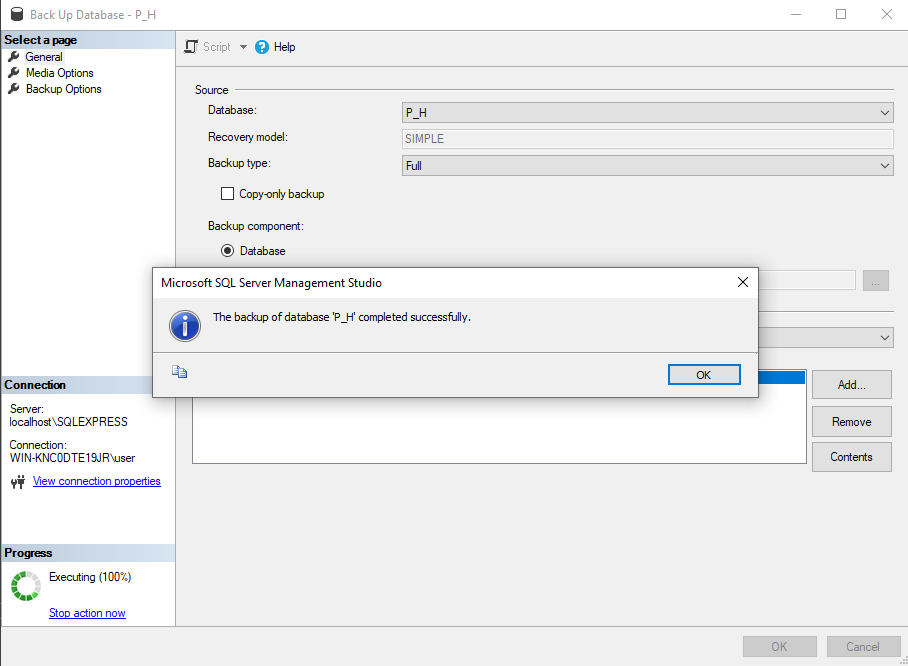 Back Up Database - P_H
Select a page
General
Media Options
Backup Options
Script
Help
Source
Database:
P_H
Recovery model:
SIMPLE
Backup type:
Full
Copy-only backup
Backup component:
Database
...
Microsoft SQL Server Management Studio
The backup of database 'P_H' completed successfully.
OK
Add...
Remove
Contents
Connection
Server:
localhost\SQLEXPRESS
Connection:
WIN-KNC0DTE19JR\user
View connection properties
Progress
Executing (100%)
Stop action now
OK
Cancel